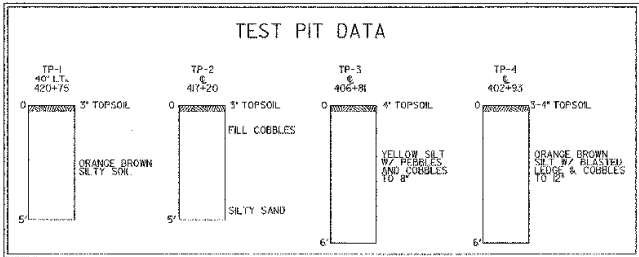 TEST PIT DATA
TP-1
40' LT.
420+75
0
3" TOPSOIL
ORANGE BROWN
SILTY SOIL
5'
TP-2
℄
417+20
0
3" TOPSOIL
FILL COBBLES
SILTY SAND
5'
TP-3
℄
406+81
0
4" TOPSOIL
YELLOW SILT
W/ PEBBLES
AND COBBLES
TO 8"
6'
TP-4
℄
402+93
0
3-4" TOPSOIL
ORANGE BROWN
SILT W/ BLASTED
LEDGE & COBBLES
TO 12"
6'